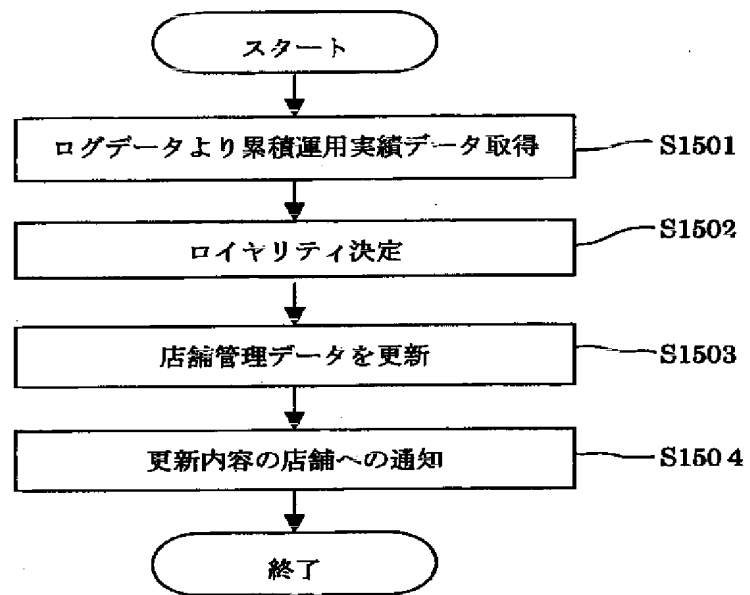 スタート
ログデータより累積運用実績データ取得
S1501
ロイヤリティ決定
S1502
店舗管理データを更新
S1503
更新内容の店舗への通知
S1504
終了